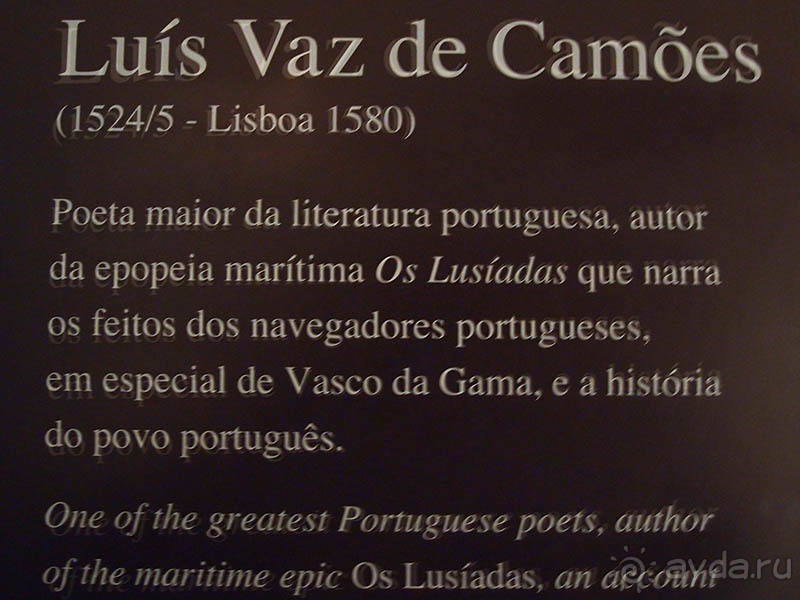 Luís Vaz de Camões
(1524/5 - Lisboa 1580)
Poeta maior da literatura portuguesa, autor
da epopeia marítima Os Lusíadas que narra
os feitos dos navegadores portugueses,
em especial de Vasco da Gama, e a história
do povo português.
One of the greatest Portuguese poets, author
of the maritime epic Os Lusíadas, an account
ayda.ru